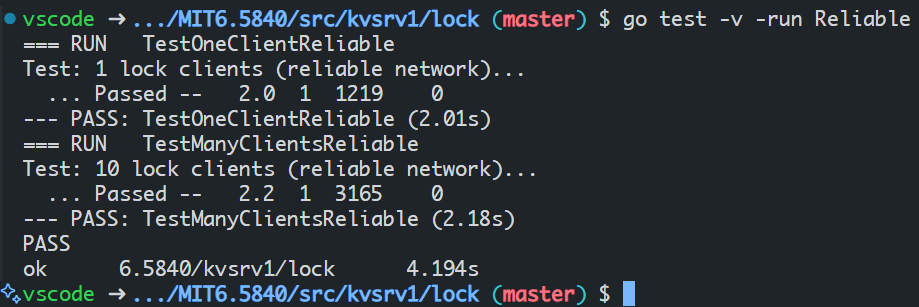 vscode ➜ .../MIT6.5840/src/kvsrv1/lock (master) $ go test -v -run Reliable
=== RUN   TestOneClientReliable
Test: 1 lock clients (reliable network)...
  ... Passed --   2.0  1  1219    0
--- PASS: TestOneClientReliable (2.01s)
=== RUN   TestManyClientsReliable
Test: 10 lock clients (reliable network)...
  ... Passed --   2.2  1  3165    0
--- PASS: TestManyClientsReliable (2.18s)
PASS
ok      6.5840/kvsrv1/lock      4.194s
vscode ➜ .../MIT6.5840/src/kvsrv1/lock (master) $